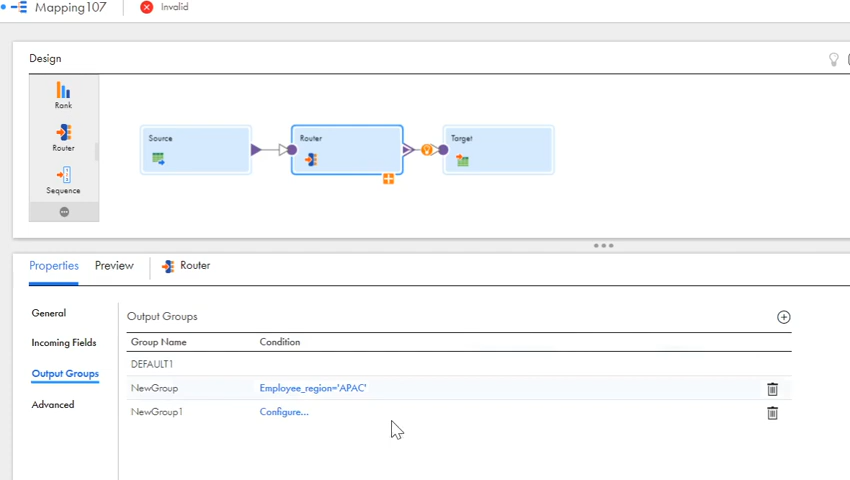 Mapping107
Invalid
Design
Rank
Router
Sequence
Source
Router
Target
Properties
Preview
Router
General
Incoming Fields
Output Groups
Advanced
Output Groups
Group Name
Condition
DEFAULT1
NewGroup
Employee_region='APAC'
NewGroup1
Configure...